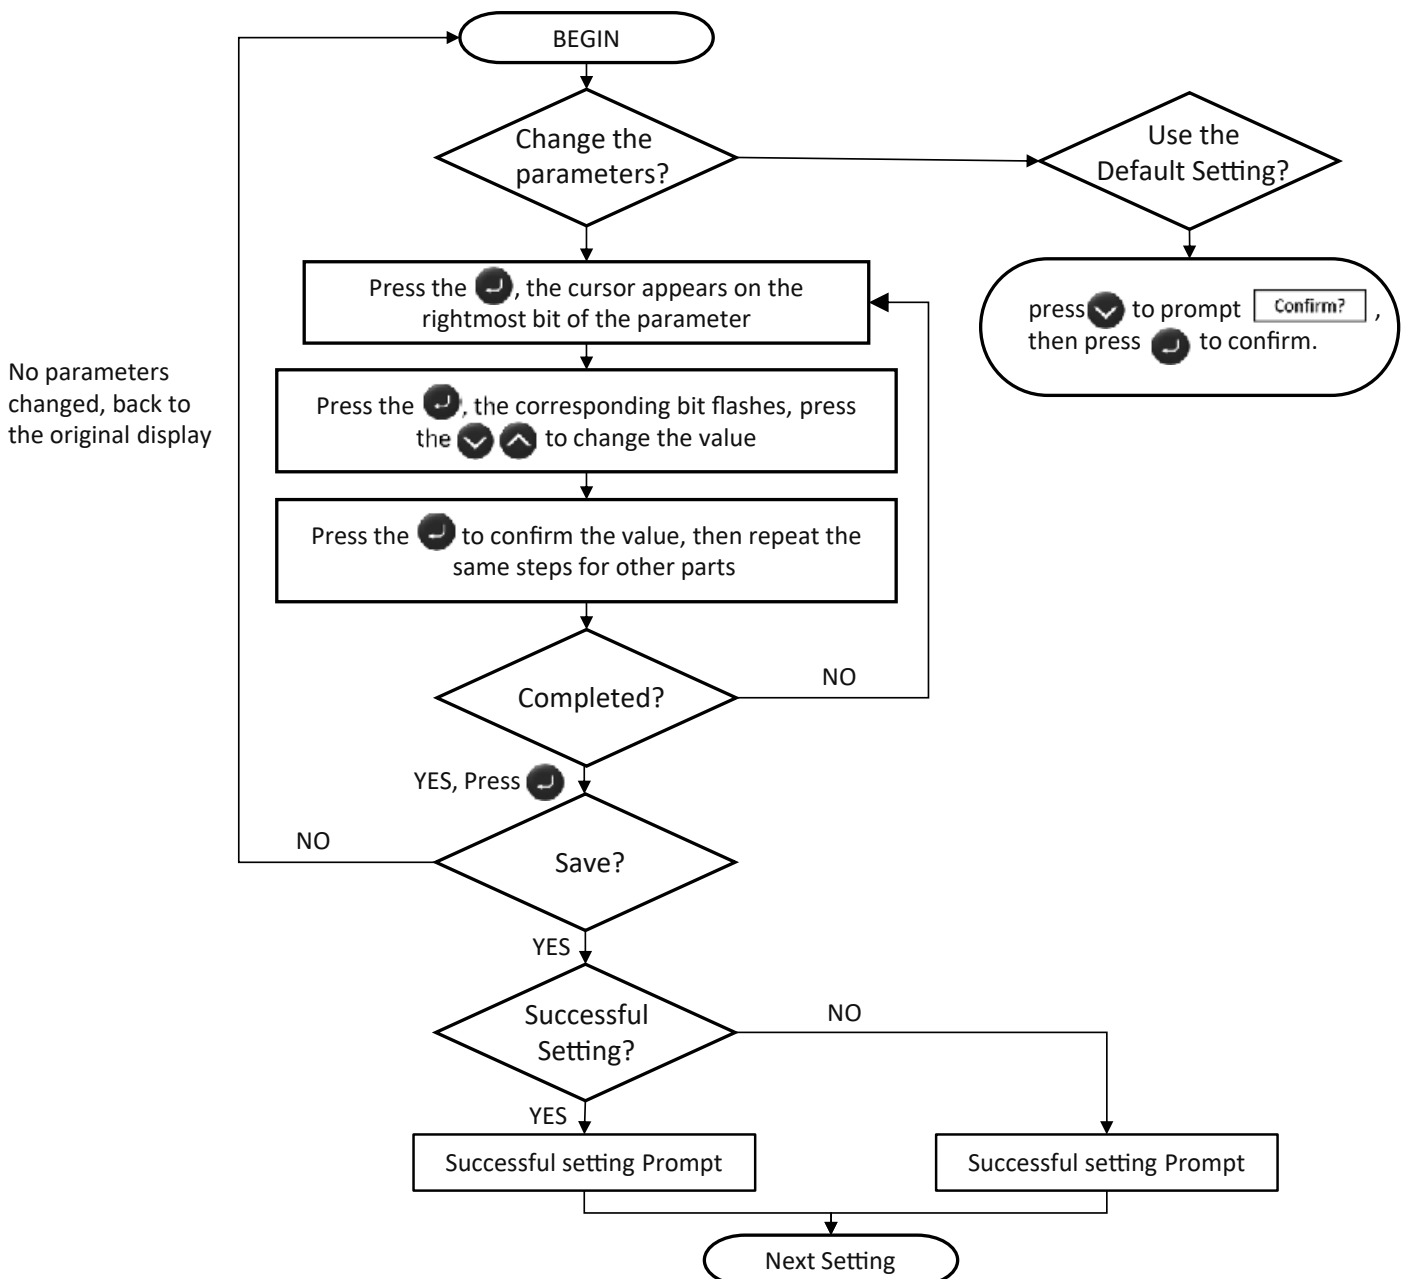 BEGIN
Change the
parameters?
Use the
Default Setting?
Press the , the cursor appears on the
rightmost bit of the parameter
press to prompt Confirm? ,
then press to confirm.
No parameters
changed, back to
the original display
Press the , the corresponding bit flashes, press
the to change the value
Press the to confirm the value, then repeat the
same steps for other parts
Completed?
NO
YES, Press
NO
Save?
YES
Successful
Setting?
NO
YES
Successful setting Prompt
Successful setting Prompt
Next Setting